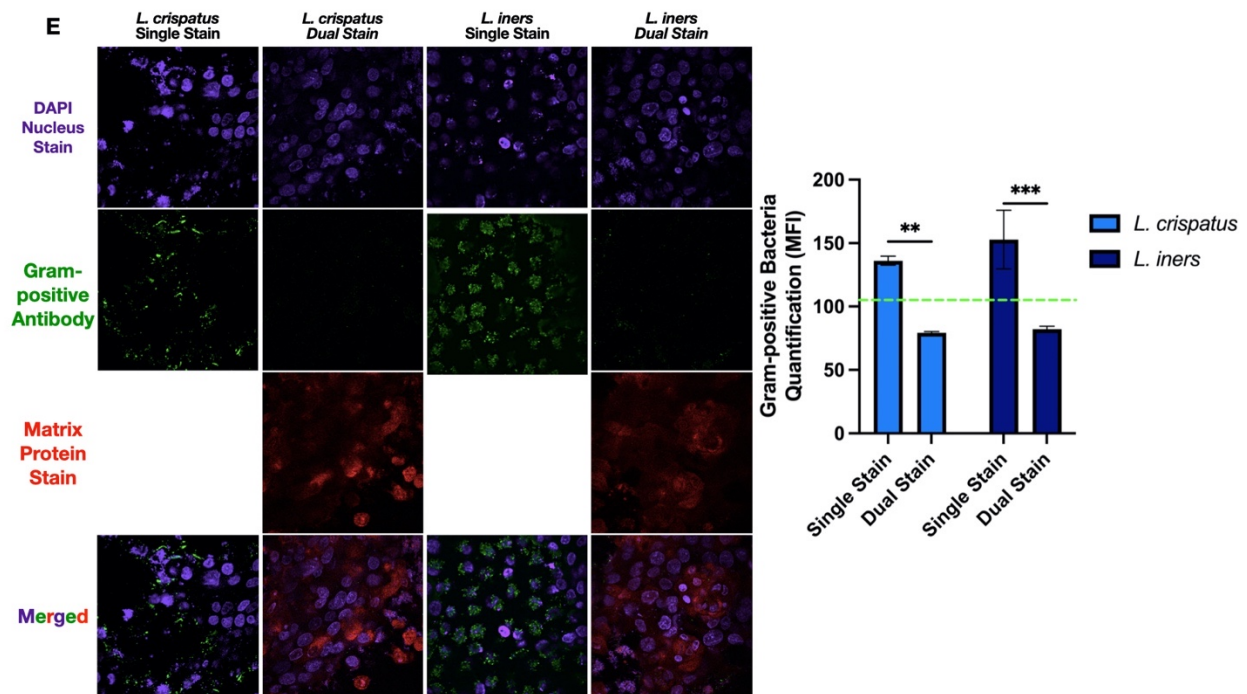 E
L. crispatus
Single Stain
L. crispatus
Dual Stain
L. iners
Single Stain
L. iners
Dual Stain
DAPI
Nucleus
Stain
Gram-
positive
Antibody
Matrix
Protein
Stain
Merged
Gram-positive Bacteria
Quantification (MFI)
200
150
100
50
0
**
***
Single Stain
Dual Stain
Single Stain
Dual Stain
L. crispatus
L. iners